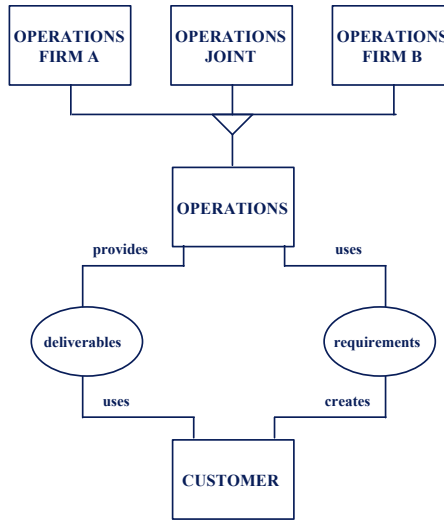 OPERATIONS
FIRM A
OPERATIONS
JOINT
OPERATIONS
FIRM B
OPERATIONS
provides
uses
deliverables
requirements
uses
creates
CUSTOMER